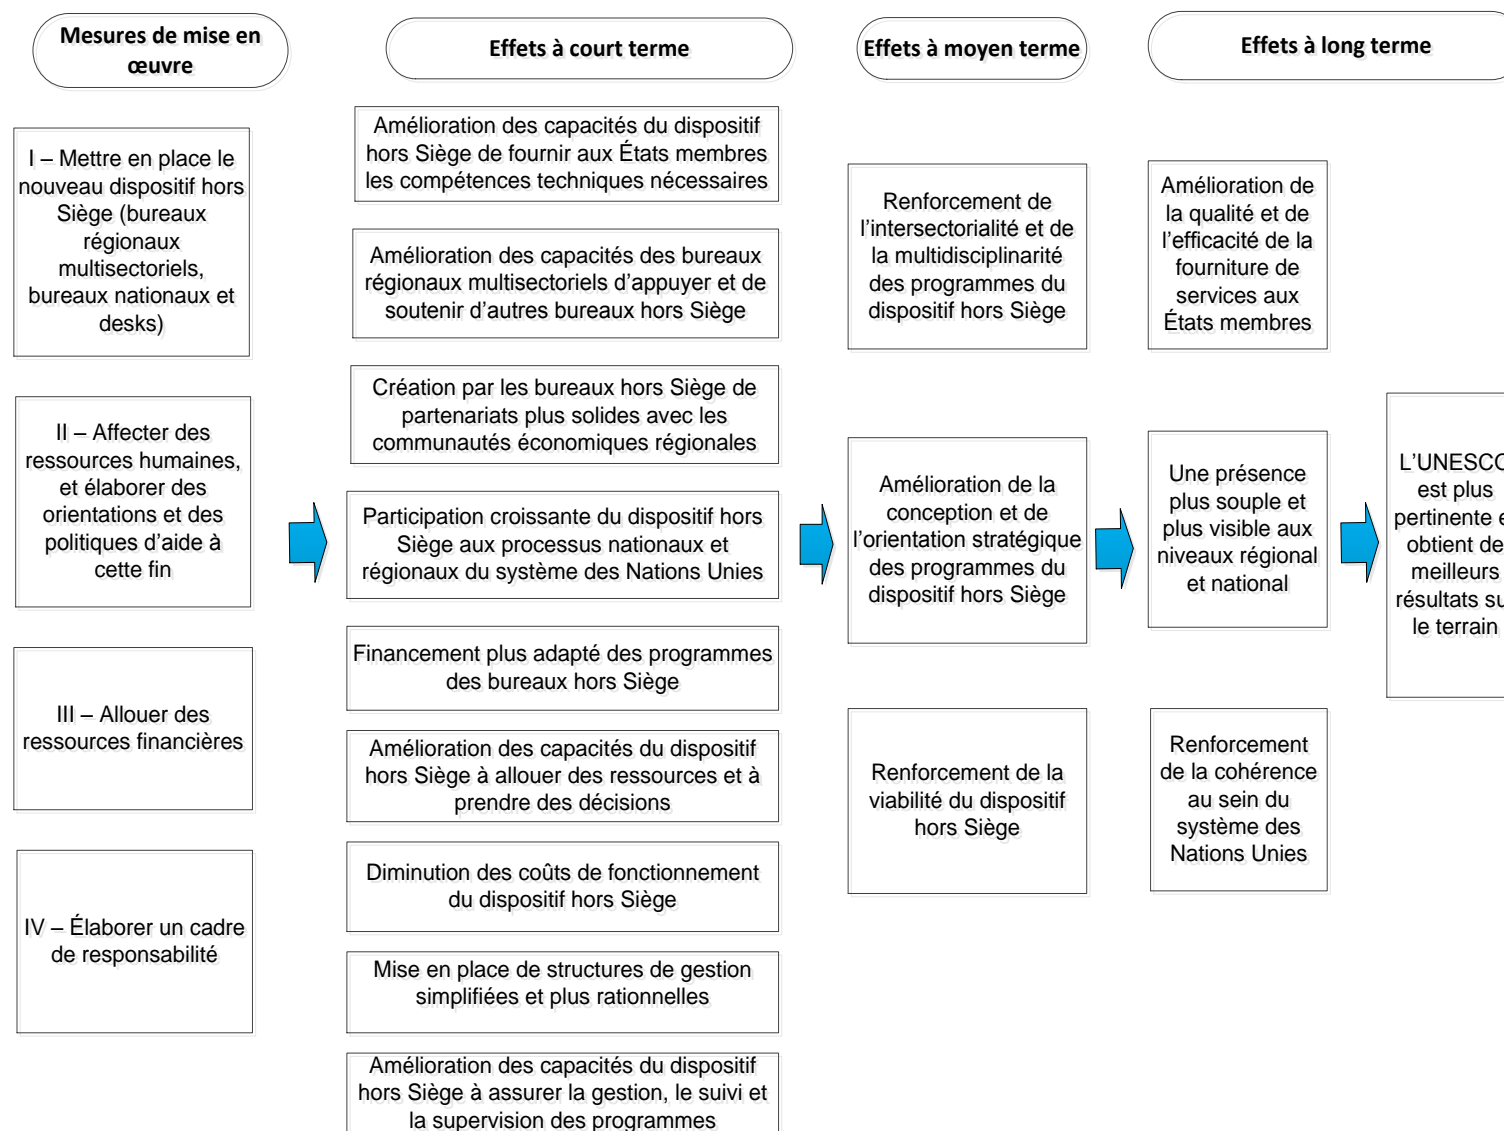 Mesures de mise en
œuvre
Effets à court terme
Effets à moyen terme
Effets à long terme
I – Mettre en place le
nouveau dispositif hors
Siège (bureaux
régionaux
multisectoriels,
bureaux nationaux et
desks)
II – Affecter des
ressources humaines,
et élaborer des
orientations et des
politiques d’aide à
cette fin
III – Allouer des
ressources financières
IV – Élaborer un cadre
de responsabilité
Amélioration des capacités du dispositif
hors Siège de fournir aux États membres
les compétences techniques nécessaires
Amélioration des capacités des bureaux
régionaux multisectoriels d’appuyer et de
soutenir d’autres bureaux hors Siège
Création par les bureaux hors Siège de
partenariats plus solides avec les
communautés économiques régionales
Participation croissante du dispositif hors
Siège aux processus nationaux et
régionaux du système des Nations Unies
Financement plus adapté des programmes
des bureaux hors Siège
Amélioration des capacités du dispositif
hors Siège à allouer des ressources et à
prendre des décisions
Diminution des coûts de fonctionnement
du dispositif hors Siège
Mise en place de structures de gestion
simplifiées et plus rationnelles
Amélioration des capacités du dispositif
hors Siège à assurer la gestion, le suivi et
la supervision des programmes
Renforcement de
l’intersectorialité et de
la multidisciplinarité
des programmes du
dispositif hors Siège
Amélioration de la
conception et de
l’orientation stratégique
des programmes du
dispositif hors Siège
Renforcement de la
viabilité du dispositif
hors Siège
Amélioration de
la qualité et de
l’efficacité de la
fourniture de
services aux
États membres
Une présence
plus souple et
plus visible aux
niveaux régional
et national
Renforcement
de la cohérence
au sein du
système des
Nations Unies
L’UNESCO
est plus
pertinente
obtient de
meilleurs
résultats
le terrain